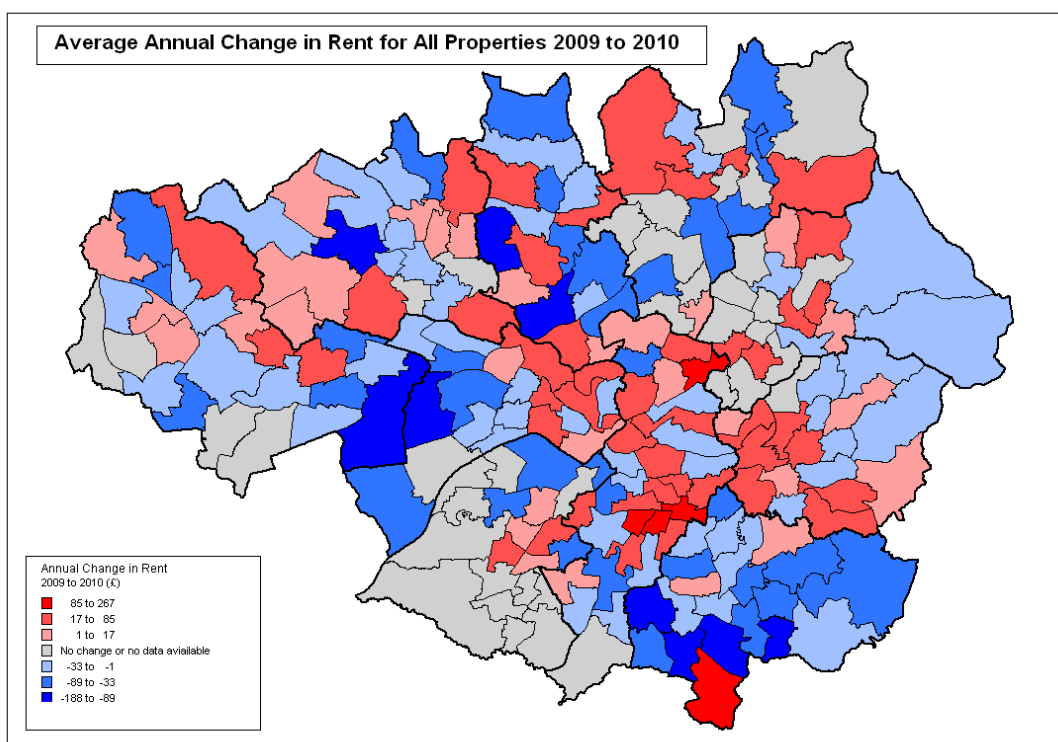 Average Annual Change in Rent for All Properties 2009 to 2010
Annual Change in Rent
2009 to 2010 (£)
85 to 267
17 to 85
1 to 17
No change or no data avialable
-33 to -1
-89 to -33
-188 to -89